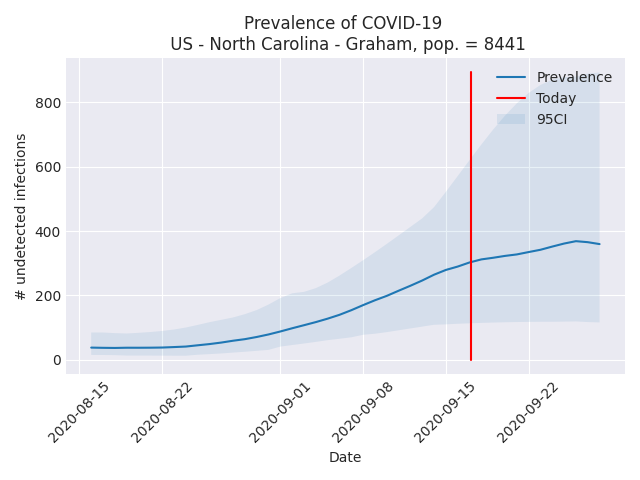 Prevalence of COVID-19
US - North Carolina - Graham, pop. = 8441
Prevalence
Today
95CI
800
600
400
200
0
# undetected infections
2020-08-15
2020-08-22
2020-09-01
2020-09-08
2020-09-15
2020-09-22
Date